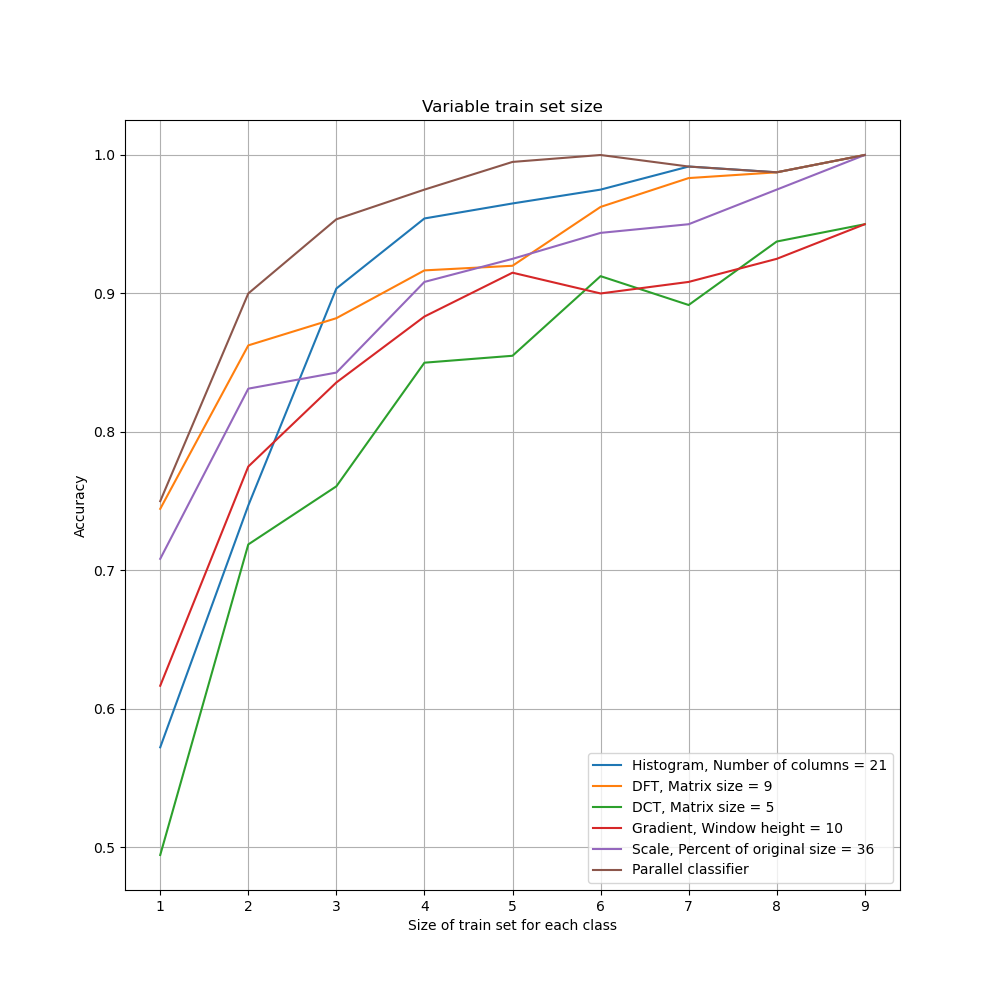 Variable train set size
Accuracy
1.0
0.9
0.8
0.7
0.6
0.5
Histogram, Number of columns = 21
DFT, Matrix size = 9
DCT, Matrix size = 5
Gradient, Window height = 10
Scale, Percent of original size = 36
Parallel classifier
1 2 3 4 5 6 7 8 9
Size of train set for each class